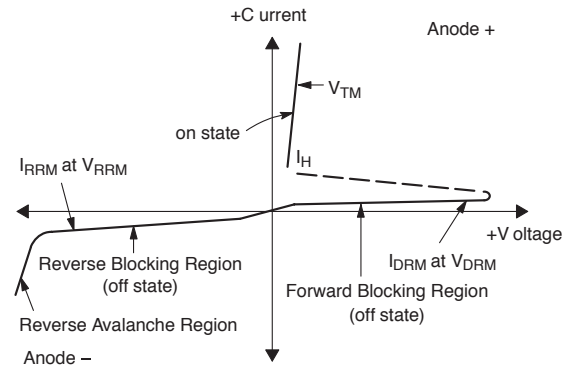 +C urrent
Anode +
V_TM
on state
I_H
I_RRM at V_RRM
+V oltage
Reverse Blocking Region
(off state)
I_DRM at V_DRM
Forward Blocking Region
(off state)
Reverse Avalanche Region
Anode –